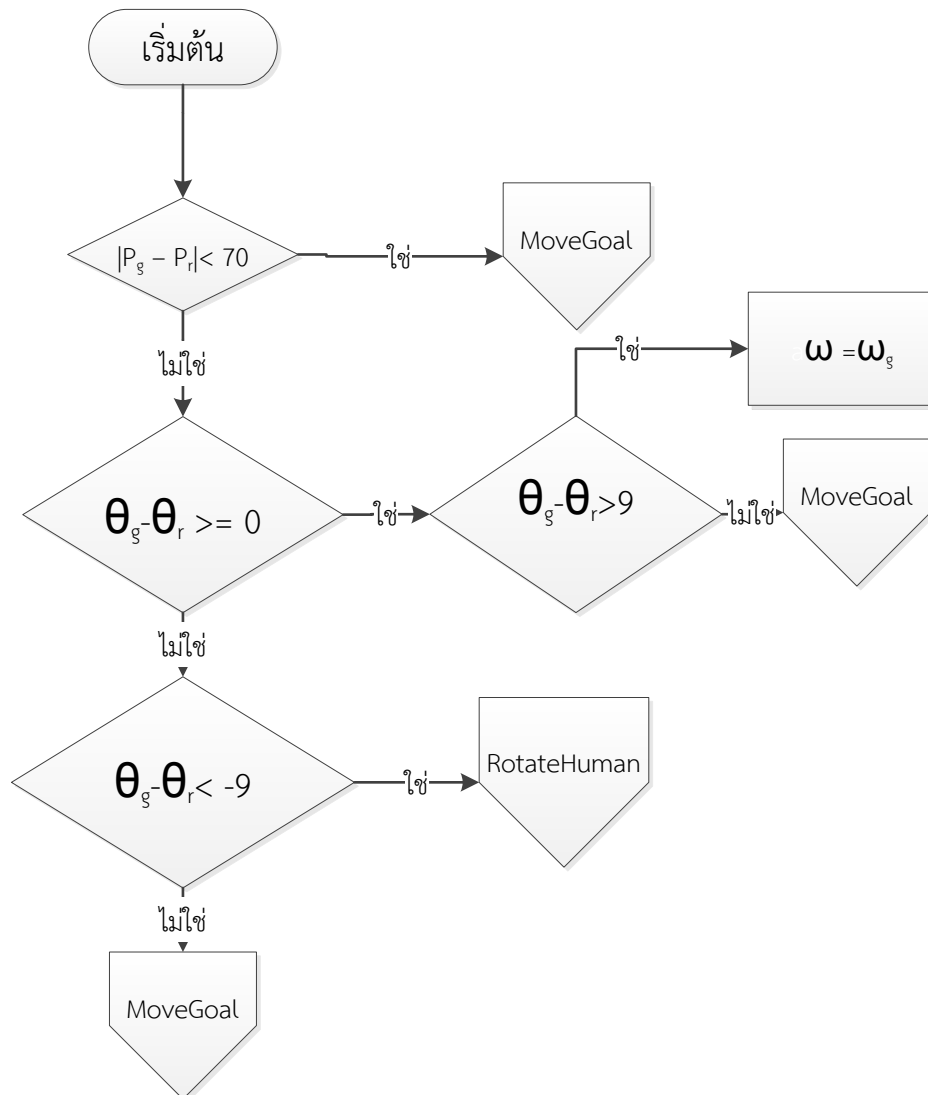 เริ่มต้น
|Pg – Pr|< 70
ใช่
MoveGoal
ไม่ใช่
ใช่
ω =ωg
θg-θr >= 0
ใช่
θg-θr>9
ไม่ใช่
MoveGoal
ไม่ใช่
θg-θr< -9
ใช่
RotateHuman
ไม่ใช่
MoveGoal